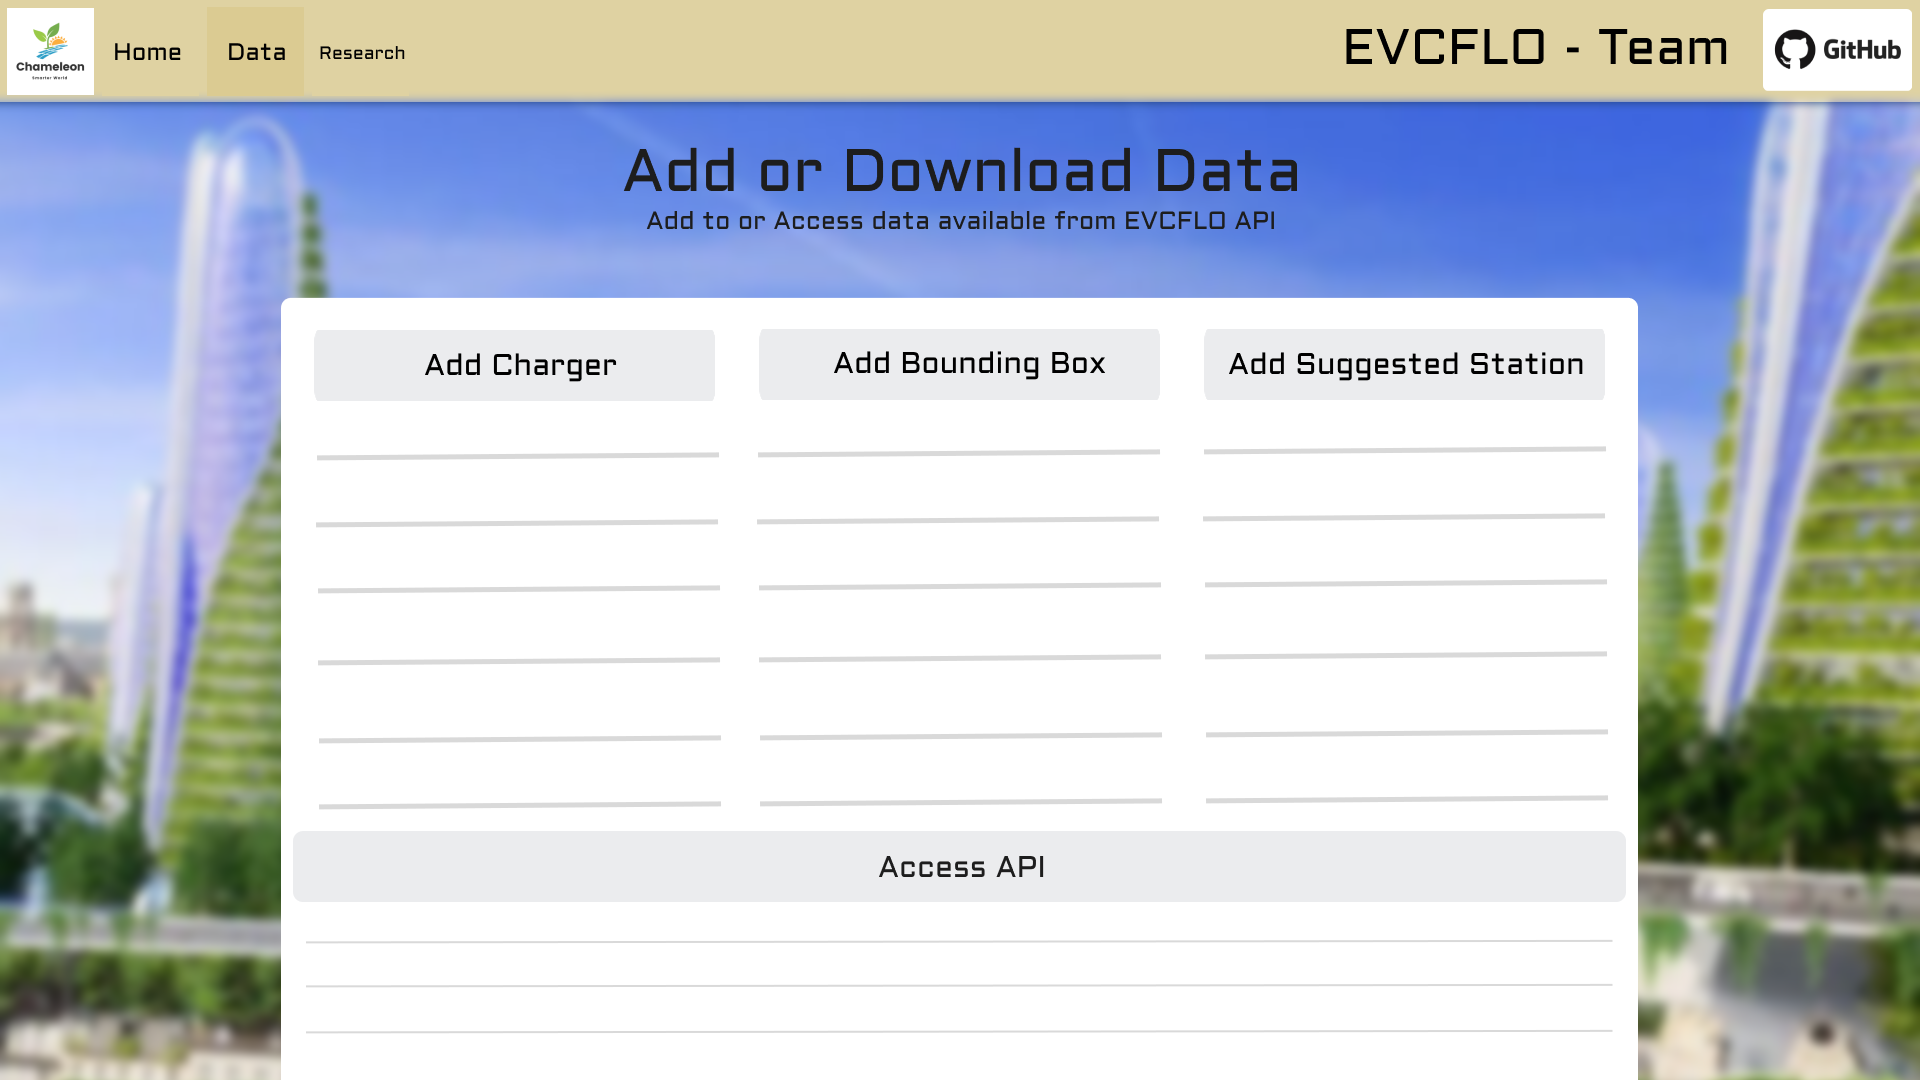 Chameleon
Smarter World
Home
Data
Research
EVCFLO - Team
GitHub
Add or Download Data
Add to or Access data available from EVCFLO API
Add Charger
Add Bounding Box
Add Suggested Station
Access API